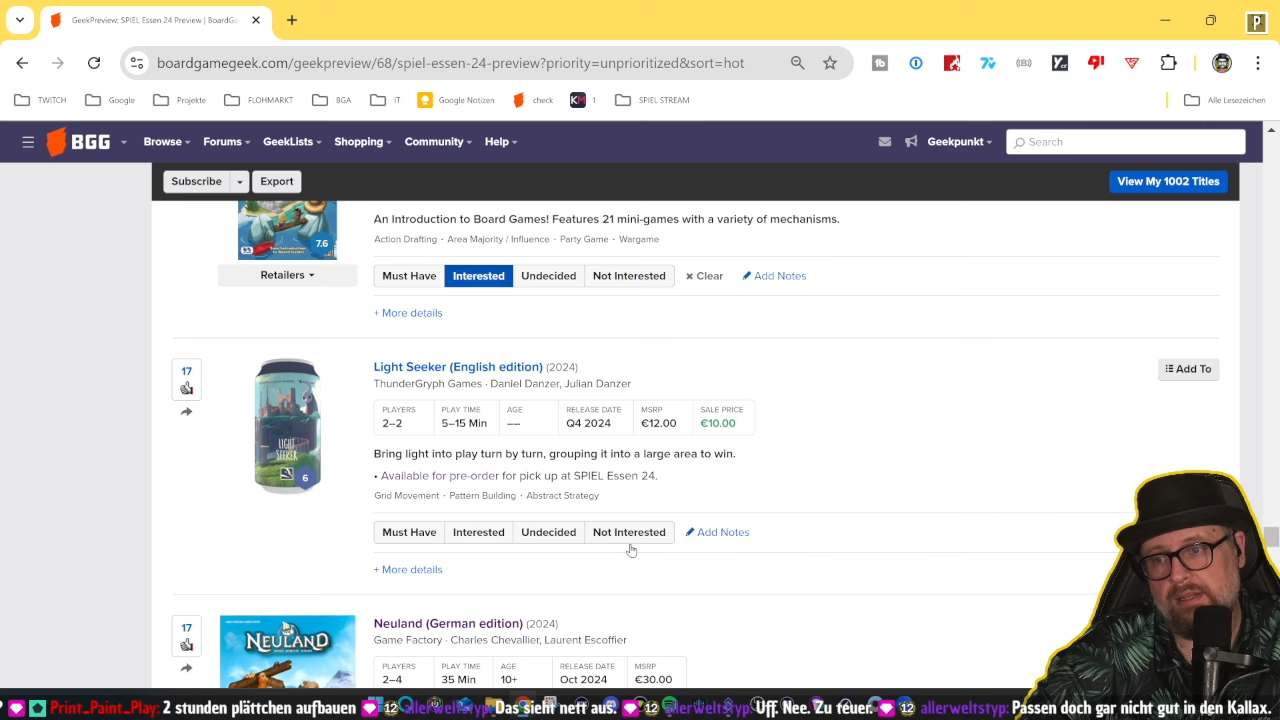 GeekPreview: SPIEL Essen 24 Preview | BoardGa
P
boardgamegeek.com/geekpreview/68/spiel-essen-24-preview?priority=unprioritized&sort=hot
TWITCH Google Projekte FLOHMARKT BGA IT Google Notizen check 1 SPIEL STREAM Alle Lesezeichen
BGG Browse Forums GeekLists Shopping Community Help Geekpunkt Search
Subscribe Export View My 1002 Titles
An Introduction to Board Games! Features 21 mini-games with a variety of mechanisms.
7.6
Action Drafting · Area Majority / Influence · Party Game · Wargame
Retailers Must Have Interested Undecided Not Interested × Clear Add Notes
+ More details
17 Light Seeker (English edition) (2024) Add To
ThunderGryph Games · Daniel Danzer, Julian Danzer
PLAYERS PLAY TIME AGE RELEASE DATE MSRP SALE PRICE
2–2 5–15 Min –– Q4 2024 €12.00 €10.00
LIGHT
SEEKER
6
Bring light into play turn by turn, grouping it into a large area to win.
• Available for pre-order for pick up at SPIEL Essen 24.
Grid Movement · Pattern Building · Abstract Strategy
Must Have Interested Undecided Not Interested Add Notes
+ More details
17 Neuland (German edition) (2024)
NEULAND
Game Factory · Charles Chevallier, Laurent Escoffier
PLAYERS PLAY TIME AGE RELEASE DATE MSRP
2–4 35 Min 10+ Oct 2024 €30.00
Print_Paint_Play: 2 stunden plättchen aufbauen 12 allerweltstyp: Das sieht nett aus. 12 allerweltstyp: Uff. Nee. Zu teuer. 12 allerweltstyp: Passen doch gar nicht gut in den Kallax.